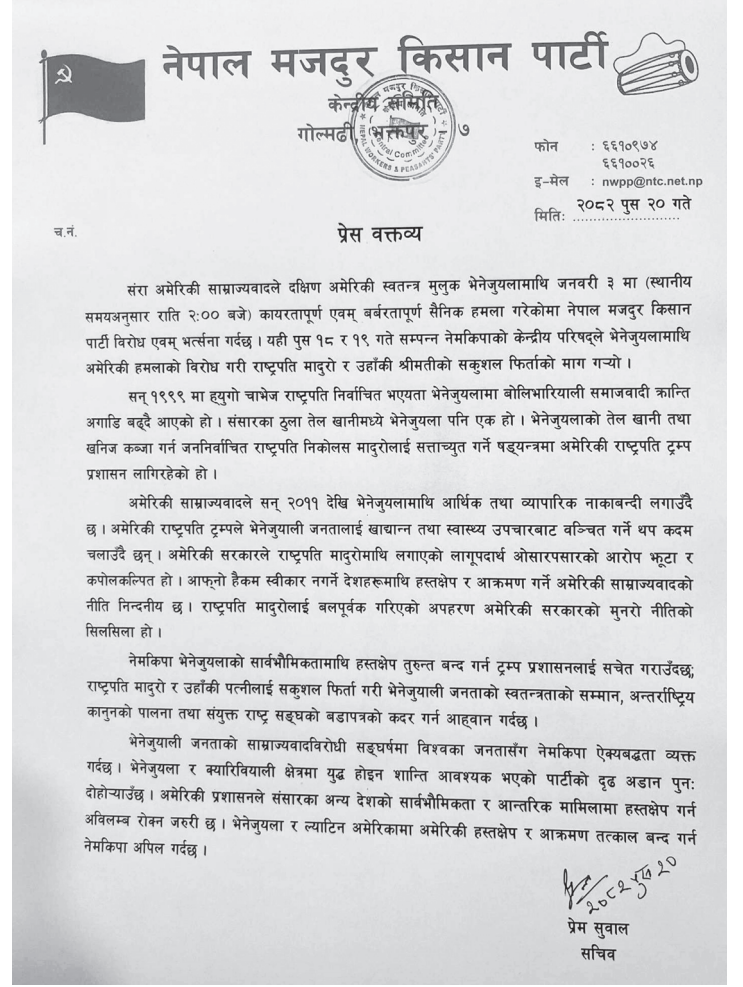 नेपाल मजदुर किसान पार्टी
केन्द्रीय समिति
गोल्मढी, भक्तपुर ७
Central Committee
NEPAL WORKERS & PEASANTS' PARTY
फोन : ६६१०९७४
६६१००२६
इ-मेल : nwpp@ntc.net.np
मितिः २०८२ पुस २० गते
च.नं.
प्रेस वक्तव्य
संरा अमेरिकी साम्राज्यवादले दक्षिण अमेरिकी स्वतन्त्र मुलुक भेनेजुयलामाथि जनवरी ३ मा (स्थानीय
समयअनुसार राति २:०० बजे) कायरतापूर्ण एवम् बर्बरतापूर्ण सैनिक हमला गरेकोमा नेपाल मजदुर किसान
पार्टी विरोध एवम् भर्त्सना गर्दछ । यही पुस १८ र १९ गते सम्पन्न नेमकिपाको केन्द्रीय परिषद्ले भेनेजुयलामाथि
अमेरिकी हमलाको विरोध गरी राष्ट्रपति मादुरो र उहाँकी श्रीमतीको सकुशल फिर्ताको माग गऱ्यो ।
सन् १९९९ मा ह्युगो चाभेज राष्ट्रपति निर्वाचित भएयता भेनेजुयलामा बोलिभारियाली समाजवादी क्रान्ति
अगाडि बढ्दै आएको हो । संसारका ठुला तेल खानीमध्ये भेनेजुयला पनि एक हो । भेनेजुयलाको तेल खानी तथा
खनिज कब्जा गर्न जननिर्वाचित राष्ट्रपति निकोलस मादुरोलाई सत्ताच्युत गर्ने षड्यन्त्रमा अमेरिकी राष्ट्रपति ट्रम्प
प्रशासन लागिरहेको हो ।
अमेरिकी साम्राज्यवादले सन् २०११ देखि भेनेजुयलामाथि आर्थिक तथा व्यापारिक नाकाबन्दी लगाउँदै
छ । अमेरिकी राष्ट्रपति ट्रम्पले भेनेजुयाली जनतालाई खाद्यान्न तथा स्वास्थ्य उपचारबाट वञ्चित गर्ने थप कदम
चलाउँदै छन् । अमेरिकी सरकारले राष्ट्रपति मादुरोमाथि लगाएको लागूपदार्थ ओसारपसारको आरोप झूटा र
कपोलकल्पित हो । आफ्नो हैकम स्वीकार नगर्ने देशहरूमाथि हस्तक्षेप र आक्रमण गर्ने अमेरिकी साम्राज्यवादको
नीति निन्दनीय छ । राष्ट्रपति मादुरोलाई बलपूर्वक गरिएको अपहरण अमेरिकी सरकारको मुनरो नीतिको
सिलसिला हो ।
नेमकिपा भेनेजुयलाको सार्वभौमिकतामाथि हस्तक्षेप तुरुन्त बन्द गर्न ट्रम्प प्रशासनलाई सचेत गराउँदछ;
राष्ट्रपति मादुरो र उहाँकी पत्नीलाई सकुशल फिर्ता गरी भेनेजुयाली जनताको स्वतन्त्रताको सम्मान, अन्तर्राष्ट्रिय
कानुनको पालना तथा संयुक्त राष्ट्र सङ्घको बडापत्रको कदर गर्न आह्वान गर्दछ ।
भेनेजुयाली जनताको साम्राज्यवादविरोधी सङ्घर्षमा विश्वका जनतासँग नेमकिपा ऐक्यबद्धता व्यक्त
गर्दछ । भेनेजुयला र क्यारिवियाली क्षेत्रमा युद्ध होइन शान्ति आवश्यक भएको पार्टीको दृढ अडान पुनः
दोहोऱ्याउँछ । अमेरिकी प्रशासनले संसारका अन्य देशको सार्वभौमिकता र आन्तरिक मामिलामा हस्तक्षेप गर्न
अविलम्ब रोक्न जरुरी छ । भेनेजुयला र ल्याटिन अमेरिकामा अमेरिकी हस्तक्षेप र आक्रमण तत्काल बन्द गर्न
नेमकिपा अपिल गर्दछ ।
२०८२ पुस २०
प्रेम सुवाल
सचिव